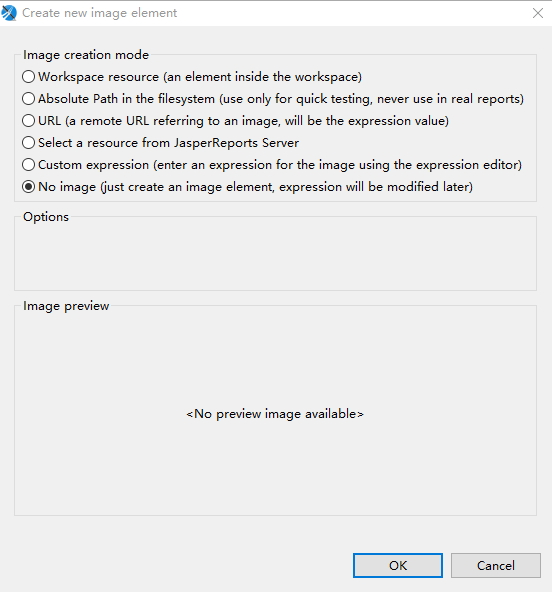 Create new image element
Image creation mode
Workspace resource (an element inside the workspace)
Absolute Path in the filesystem (use only for quick testing, never use in real reports)
URL (a remote URL referring to an image, will be the expression value)
Select a resource from JasperReports Server
Custom expression (enter an expression for the image using the expression editor)
No image (just create an image element, expression will be modified later)
Options
Image preview
<No preview image available>
OK
Cancel